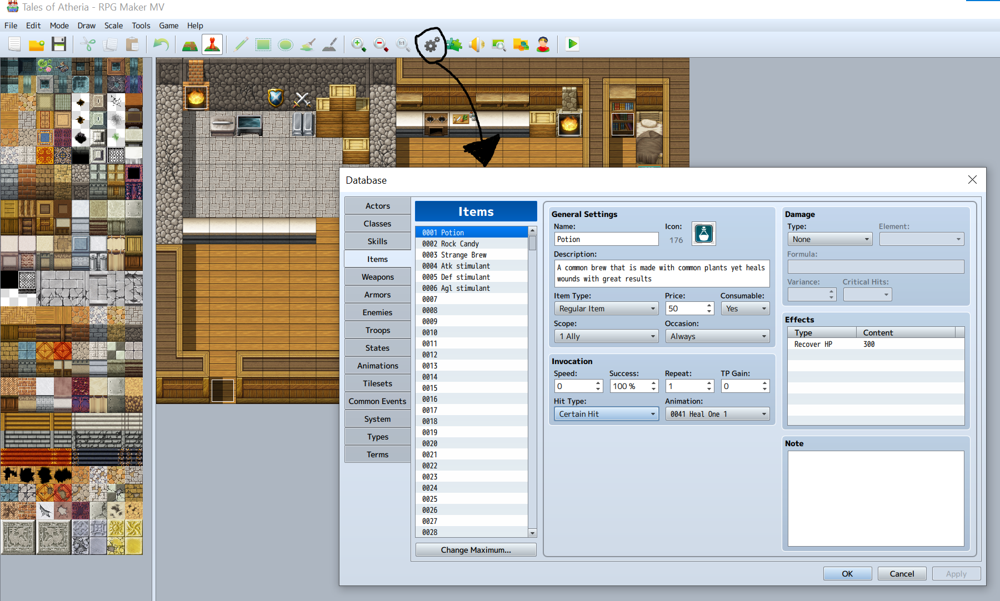 Tales of Atheria - RPG Maker MV
File Edit Mode Draw Scale Tools Game Help
1:1
Database
Actors
Classes
Skills
Items
Weapons
Armors
Enemies
Troops
States
Animations
Tilesets
Common Events
System
Types
Terms
Items
0001 Potion
0002 Rock Candy
0003 Strange Brew
0004 Atk stimulant
0005 Def stimulant
0006 Agl stimulant
0007
0008
0009
0010
0011
0012
0013
0014
0015
0016
0017
0018
0019
0020
0021
0022
0023
0024
0025
0026
0027
0028
Change Maximum...
General Settings
Name: Icon:
Potion 176
Description:
A common brew that is made with common plants yet heals
wounds with great results
Item Type: Price: Consumable:
Regular Item 50 Yes
Scope: Occasion:
1 Ally Always
Invocation
Speed: Success: Repeat: TP Gain:
0 100 % 1 0
Hit Type: Animation:
Certain Hit 0041 Heal One 1
Damage
Type: Element:
None
Formula:
Variance: Critical Hits:
Effects
Type Content
Recover HP 300
Note
OK Cancel Apply